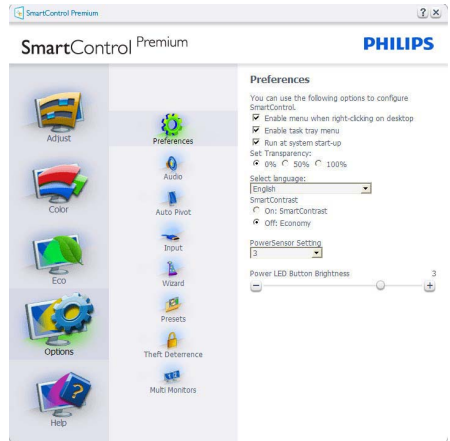 SmartControl Premium
SmartControl Premium
PHILIPS
Adjust
Color
Eco
Options
Help
Preferences
Audio
Auto Pivot
Input
Wizard
Presets
Theft Deterrence
Multi Monitors
Preferences
You can use the following options to configure
SmartControl.
Enable menu when right-clicking on desktop
Enable task tray menu
Run at system start-up
Set Transparency:
0% 50% 100%
Select language:
English
SmartContrast
On: SmartContrast
Off: Economy
PowerSensor Setting
3
Power LED Button Brightness 3